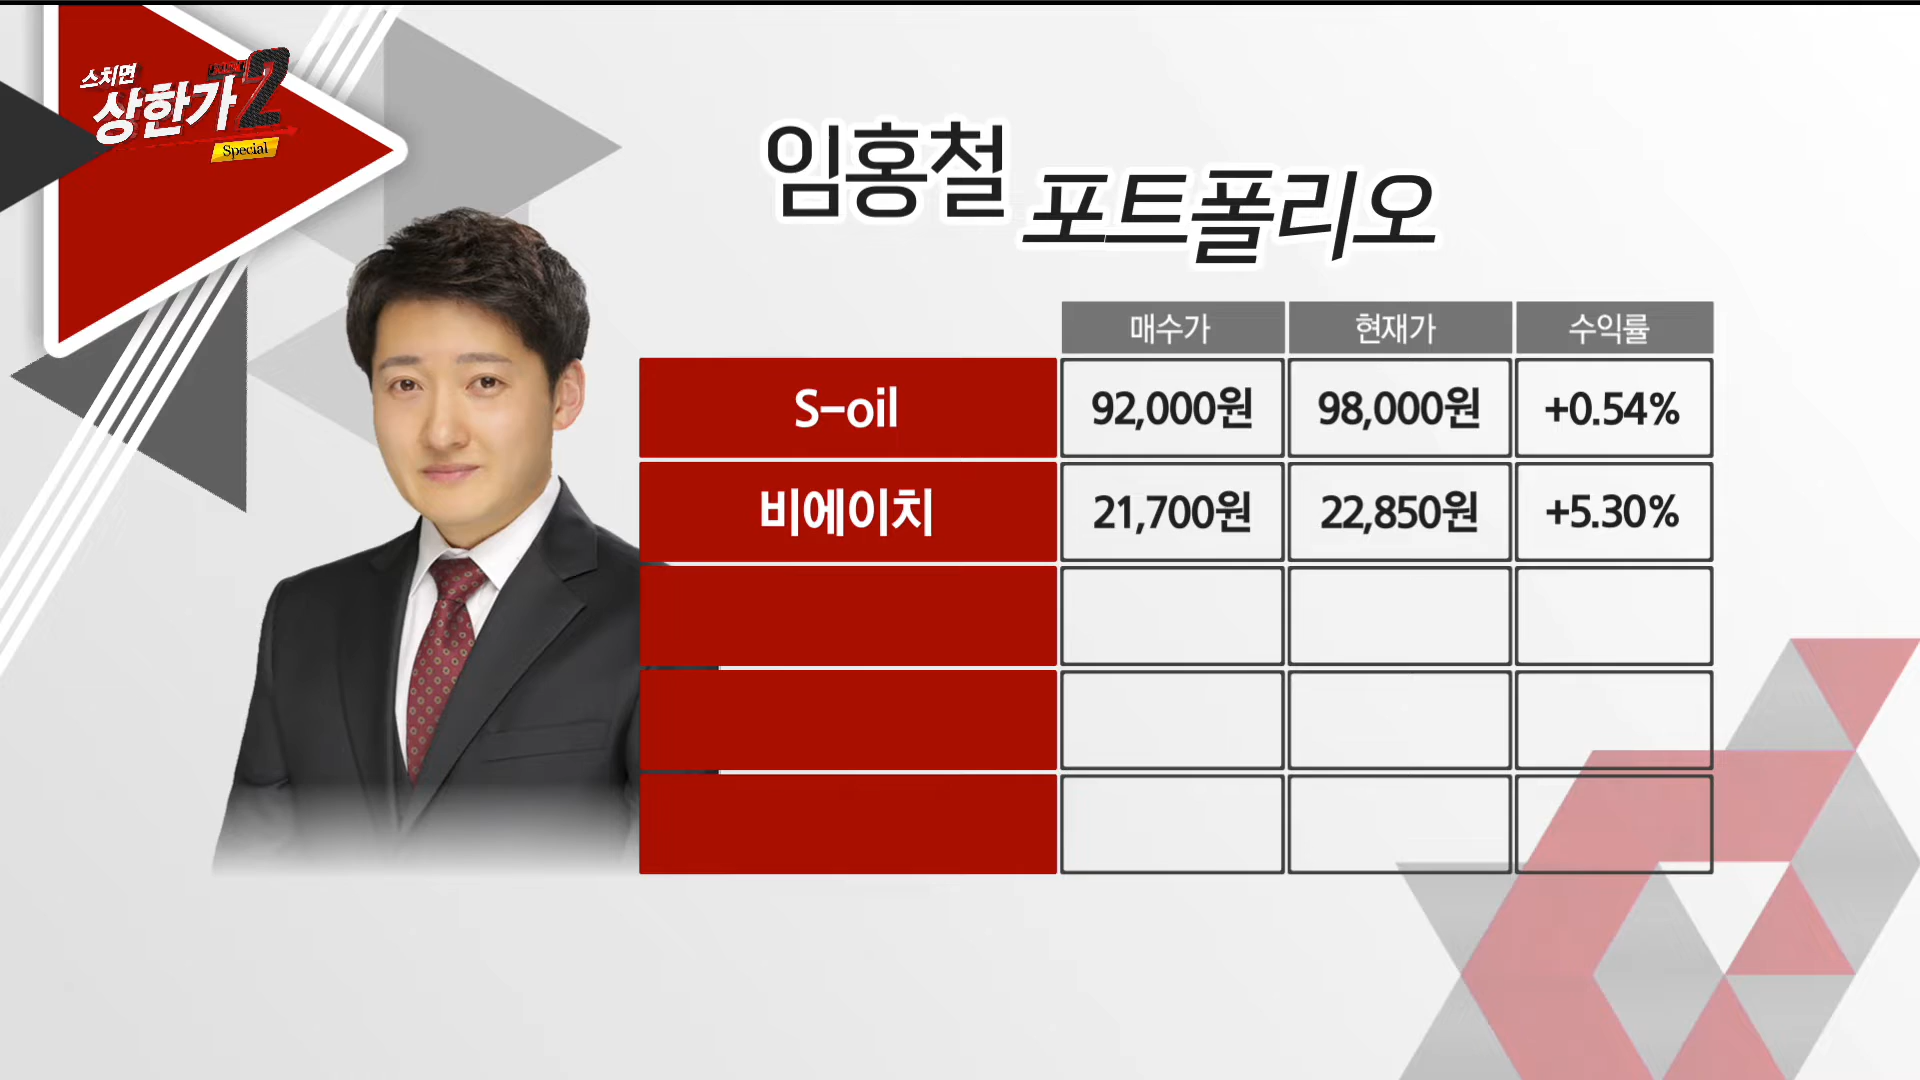 스치면
상한가 2
Special
임홍철 포트폴리오
매수가 현재가 수익률
S-oil 92,000원 98,000원 +0.54%
비에이치 21,700원 22,850원 +5.30%